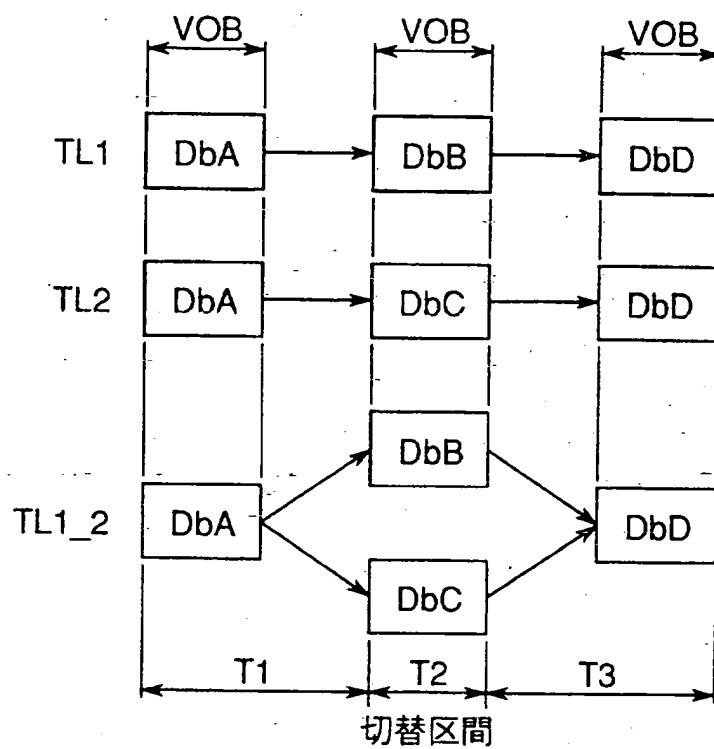 VOB VOB VOB
TL1 DbA DbB DbD
TL2 DbA DbC DbD
DbB
TL1_2 DbA DbD
DbC
T1 T2 T3
切替区間